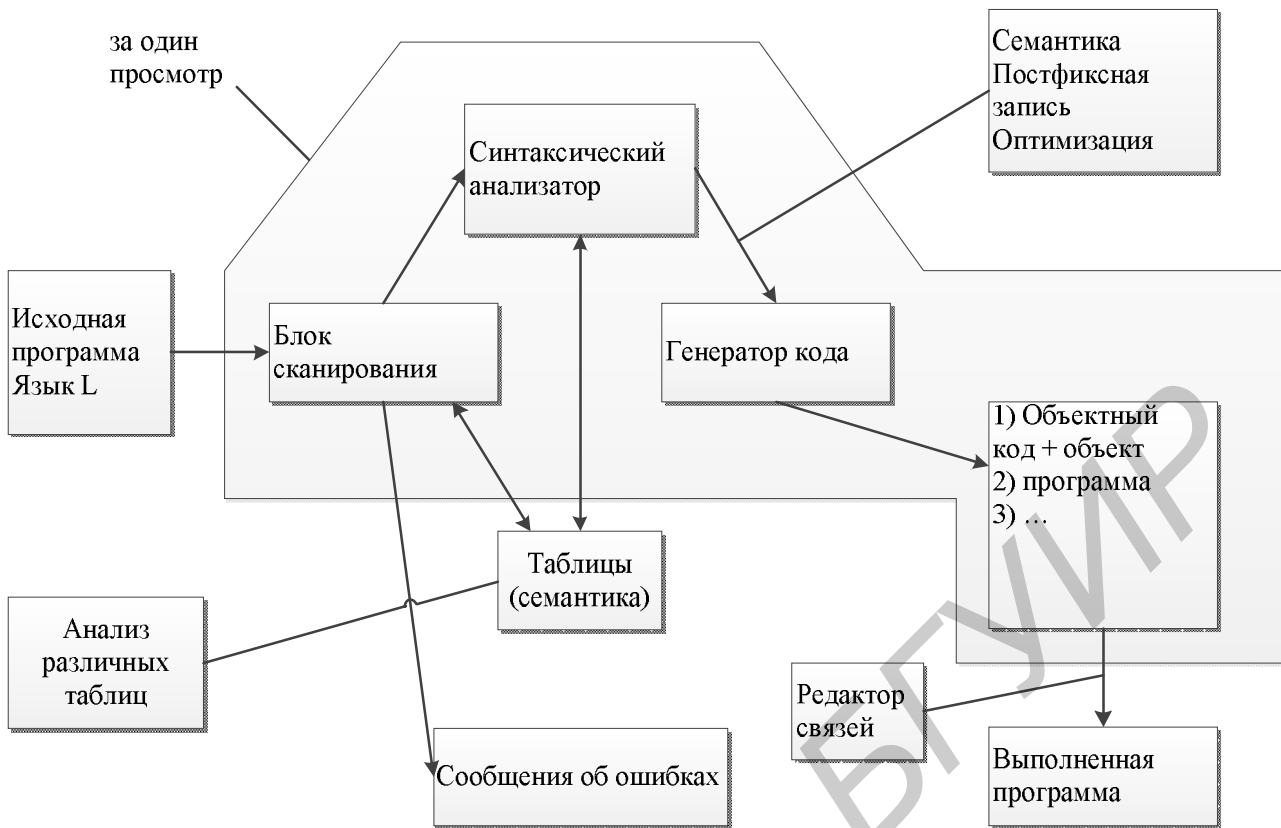 за один
просмотр
Семантика
Постфиксная
запись
Оптимизация
Синтаксический
анализатор
Исходная
программа
Язык L
Блок
сканирования
Генератор кода
1) Объектный
код + объект
2) программа
3) ...
Таблицы
(семантика)
Анализ
различных
таблиц
Редактор
связей
Сообщения об ошибках
Выполненная
программа
БГУИР